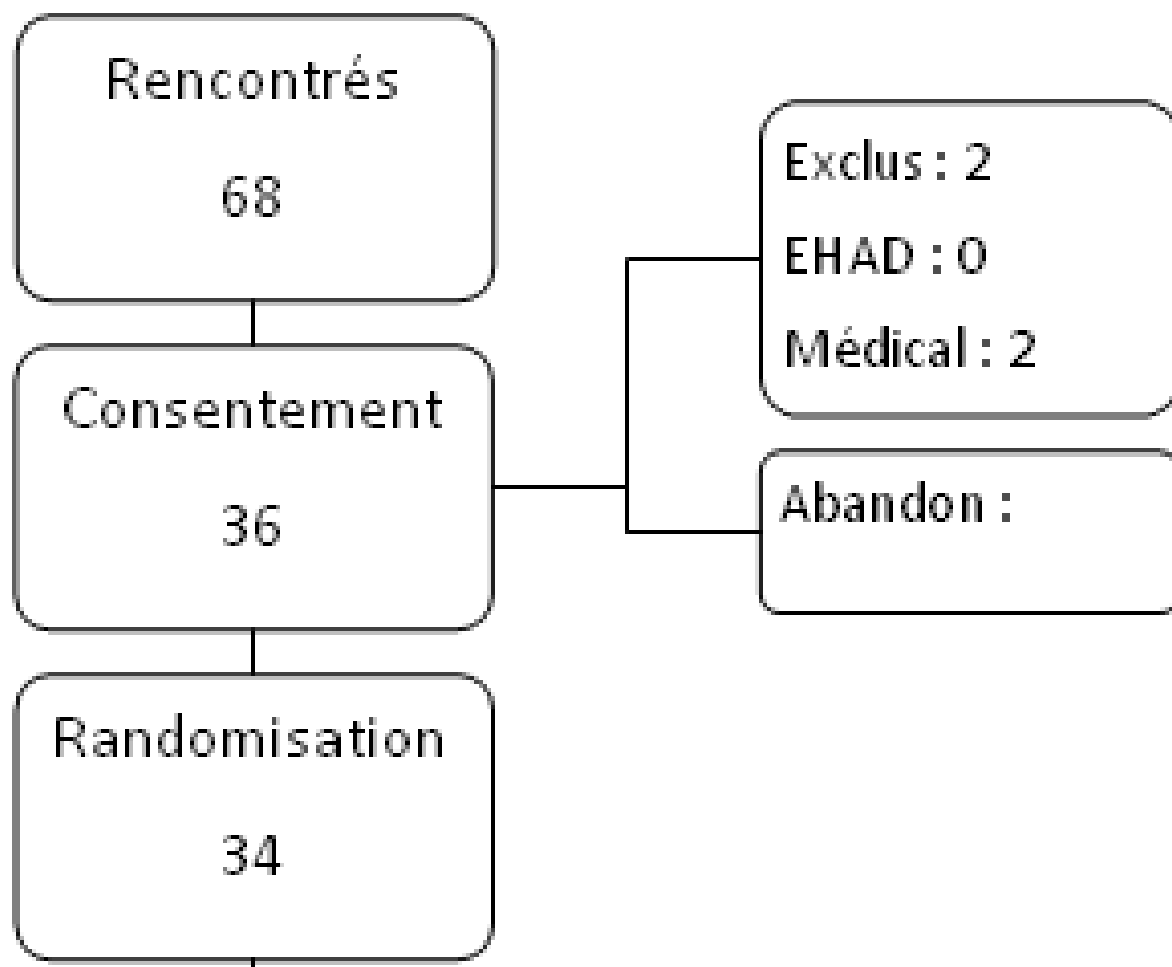 Rencontrés
68
Exclus : 2
EHAD : 0
Médical : 2
Consentement
36
Abandon :
Randomisation
34